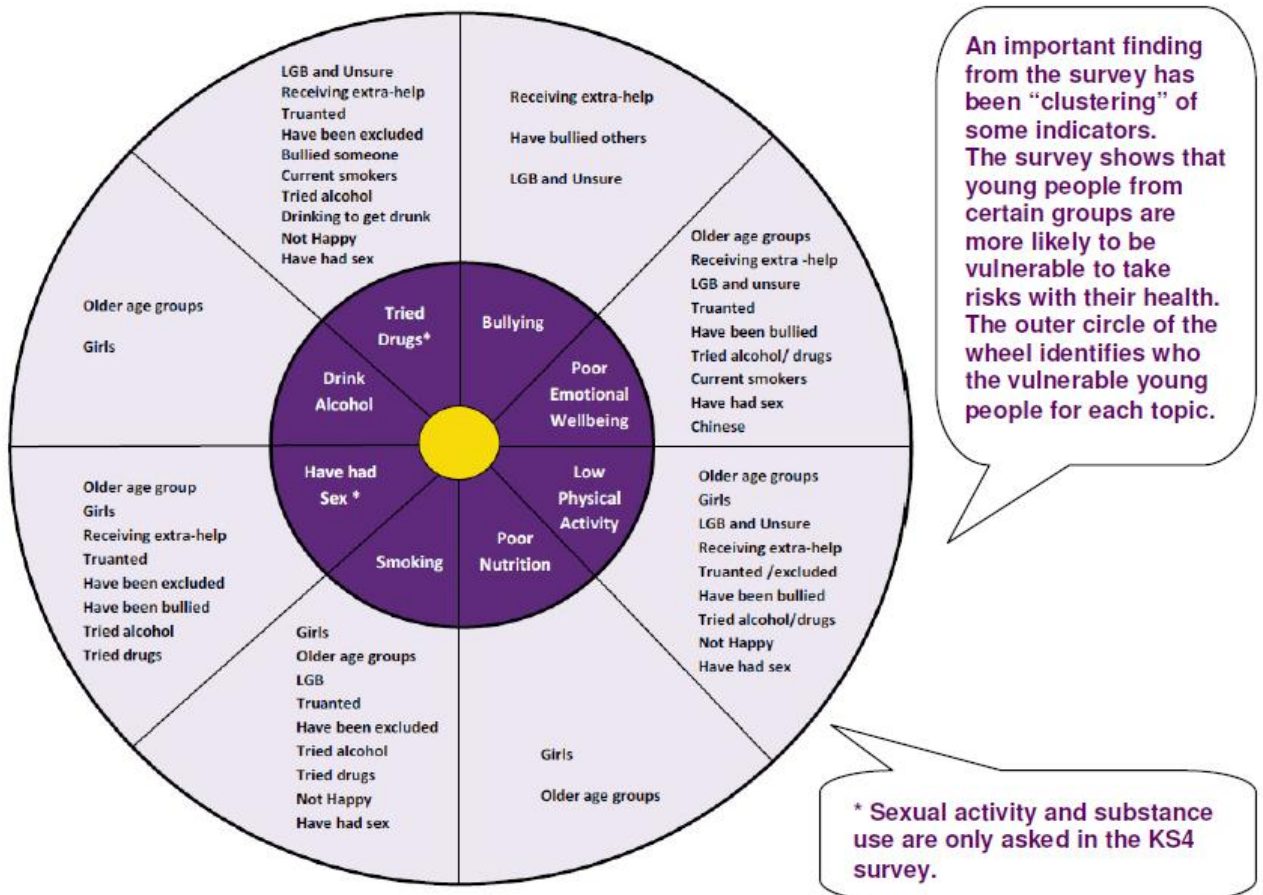 LGB and Unsure
Receiving extra-help
Truanted
Have been excluded
Bullied someone
Current smokers
Tried alcohol
Drinking to get drunk
Not Happy
Have had sex
Receiving extra-help
Have bullied others
LGB and Unsure
Older age groups
Receiving extra -help
LGB and unsure
Truanted
Have been bullied
Tried alcohol/ drugs
Current smokers
Have had sex
Chinese
Older age groups
Girls
LGB and Unsure
Receiving extra-help
Truanted /excluded
Have been bullied
Tried alcohol/drugs
Not Happy
Have had sex
Girls
Older age groups
Girls
Older age groups
LGB
Truanted
Have been excluded
Tried alcohol
Tried drugs
Not Happy
Have had sex
Older age group
Girls
Receiving extra-help
Truanted
Have been excluded
Have been bullied
Tried alcohol
Tried drugs
Older age groups
Girls
Tried
Drugs*
Bullying
Poor
Emotional
Wellbeing
Low
Physical
Activity
Poor
Nutrition
Smoking
Have had
Sex *
Drink
Alcohol
An important finding
from the survey has
been “clustering” of
some indicators.
The survey shows that
young people from
certain groups are
more likely to be
vulnerable to take
risks with their health.
The outer circle of the
wheel identifies who
the vulnerable young
people for each topic.
* Sexual activity and substance
use are only asked in the KS4
survey.